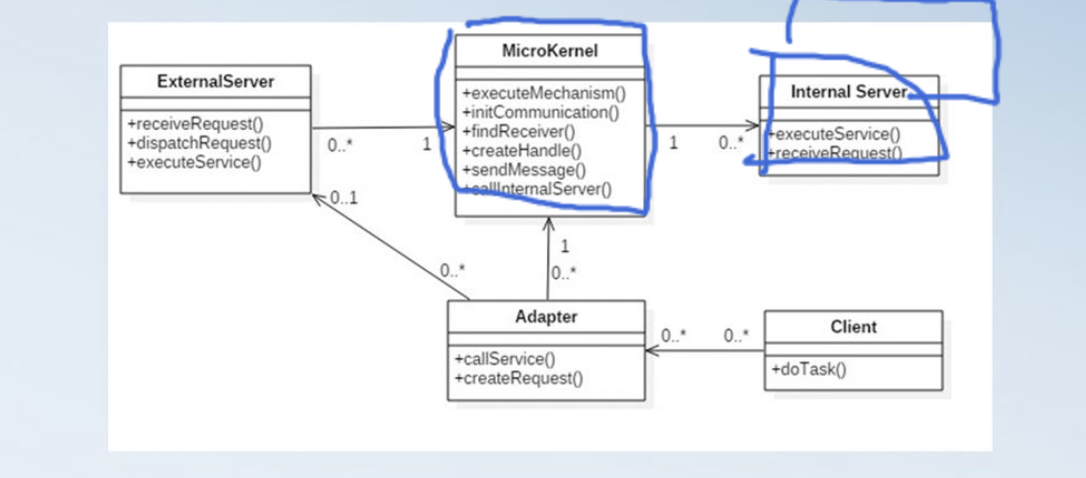 MicroKernel
+executeMechanism()
+initCommunication()
+findReceiver()
+createHandle()
+sendMessage()
+callInternalServer()
ExternalServer
+receiveRequest()
+dispatchRequest()
+executeService()
Internal Server
+executeService()
+receiveRequest()
0..*
1
1
0..*
0..1
0..*
1
0..*
Adapter
+callService()
+createRequest()
0..*
0..*
Client
+doTask()